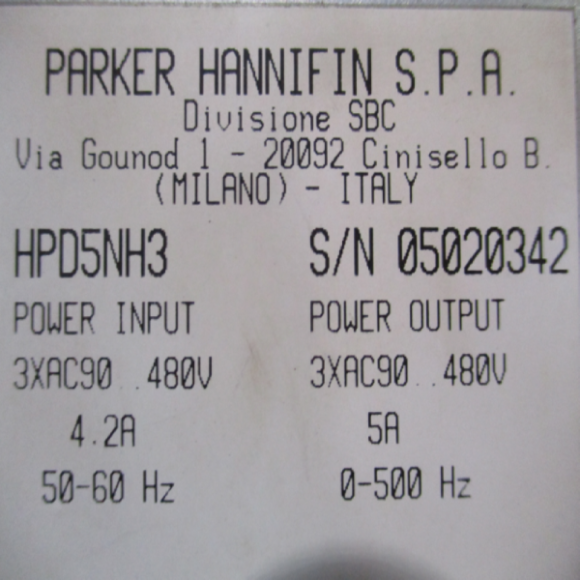 PARKER HANNIFIN S.P.A.
Divisione SBC
Via Gounod 1 - 20092 Cinisello B.
(MILANO) - ITALY
HPD5NH3 S/N 05020342
POWER INPUT POWER OUTPUT
3XAC90..480V 3XAC90..480V
4.2A 5A
50-60 Hz 0-500 Hz